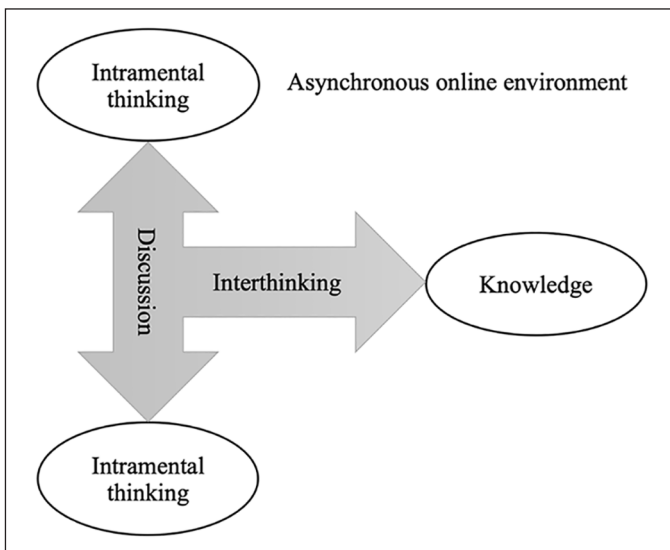 Intramental
thinking
Asynchronous online environment
Discussion
Interthinking
Knowledge
Intramental
thinking